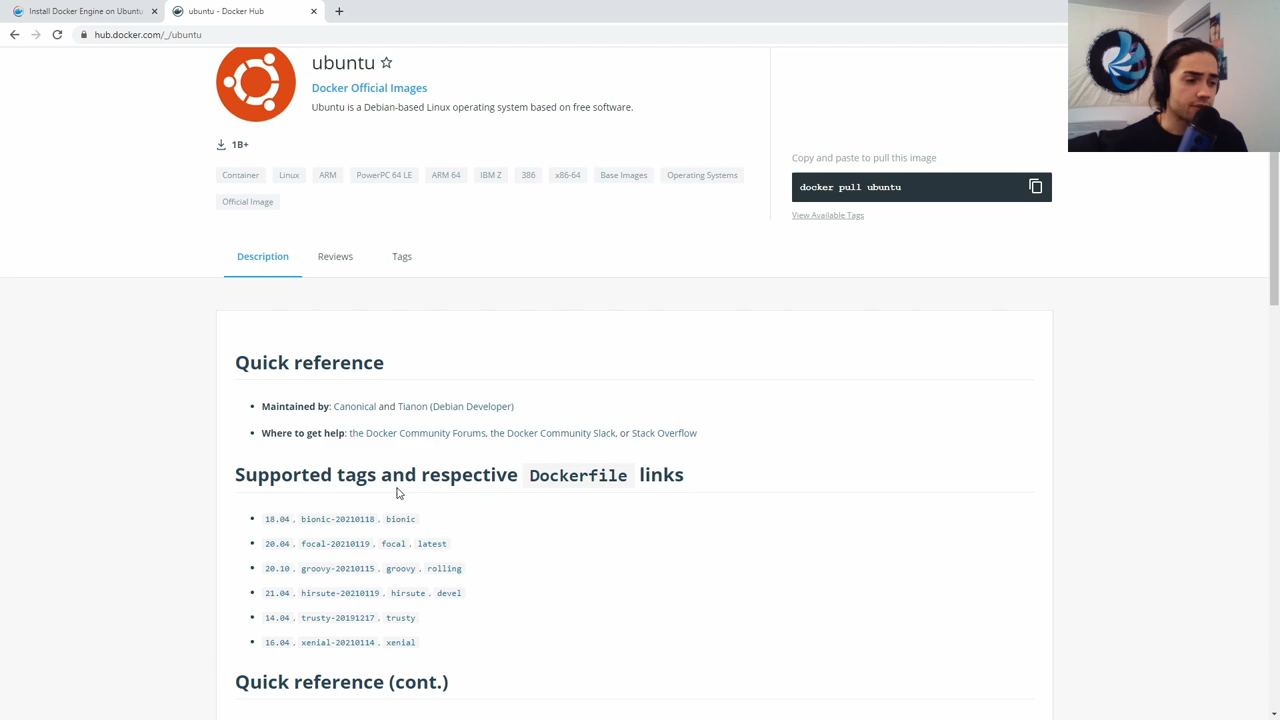 Install Docker Engine on Ubuntu
ubuntu - Docker Hub
hub.docker.com/_/ubuntu
ubuntu
Docker Official Images
Ubuntu is a Debian-based Linux operating system based on free software.
1B+
Container Linux ARM PowerPC 64 LE ARM 64 IBM Z 386 x86-64 Base Images Operating Systems
Official Image
Copy and paste to pull this image
docker pull ubuntu
View Available Tags
Description Reviews Tags
Quick reference
• Maintained by: Canonical and Tianon (Debian Developer)
• Where to get help: the Docker Community Forums, the Docker Community Slack, or Stack Overflow
Supported tags and respective Dockerfile links
• 18.04, bionic-20210118, bionic
• 20.04, focal-20210119, focal, latest
• 20.10, groovy-20210115, groovy, rolling
• 21.04, hirsute-20210119, hirsute, devel
• 14.04, trusty-20191217, trusty
• 16.04, xenial-20210114, xenial
Quick reference (cont.)